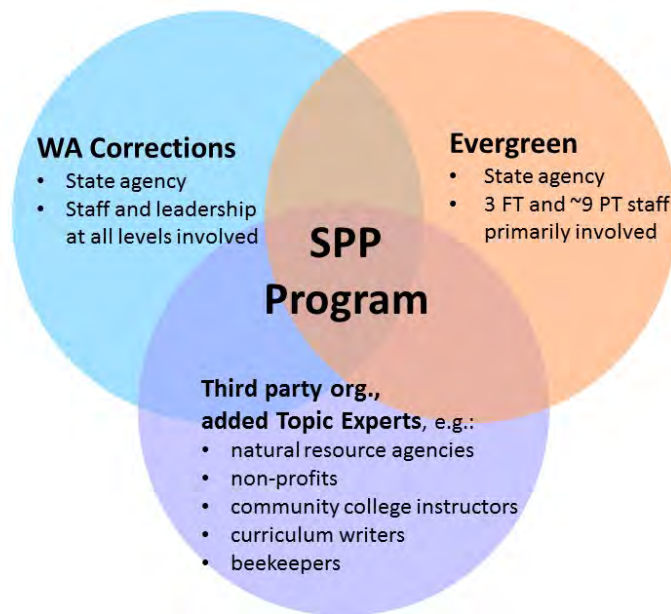 WA Corrections
• State agency
• Staff and leadership
at all levels involved
Evergreen
• State agency
• 3 FT and ~9 PT staff
primarily involved
SPP
Program
Third party org.,
added Topic Experts, e.g.:
• natural resource agencies
• non-profits
• community college instructors
• curriculum writers
• beekeepers